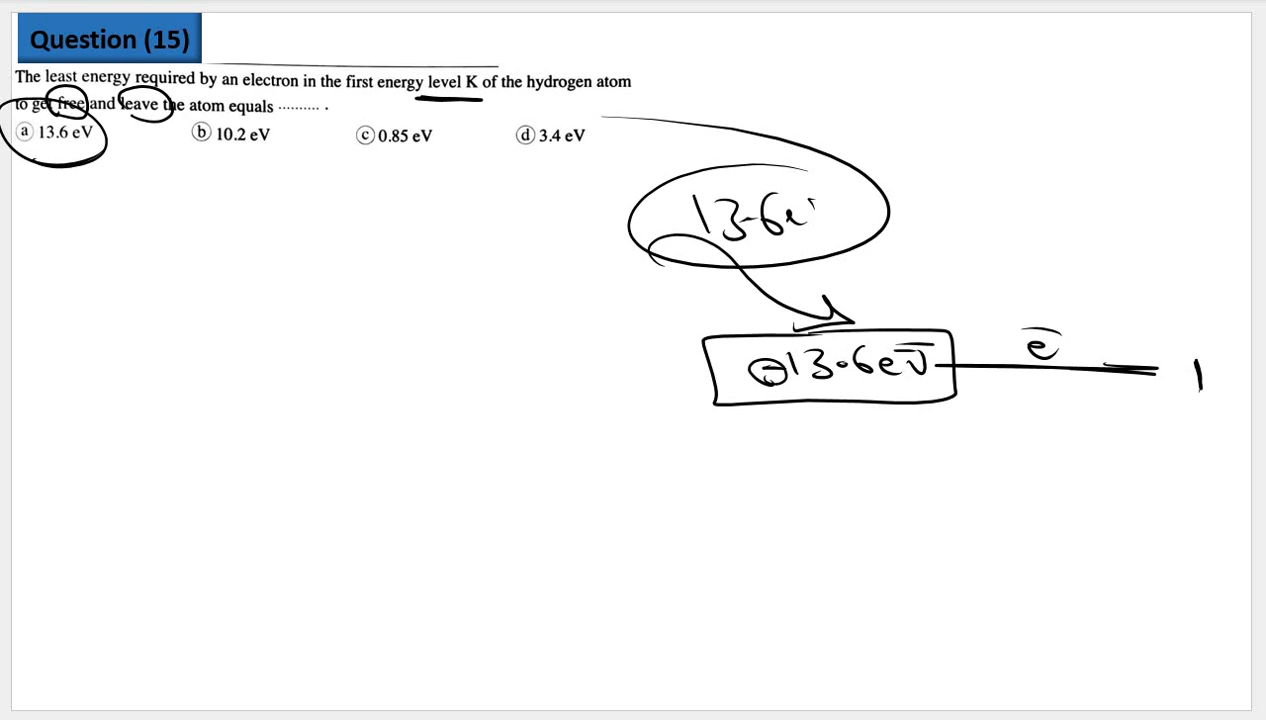 Question (15)
The least energy required by an electron in the first energy level K of the hydrogen atom
to get free and leave the atom equals .......... .
a 13.6 eV b 10.2 eV c 0.85 eV d 3.4 eV
13.6e
-13.6eV e 1